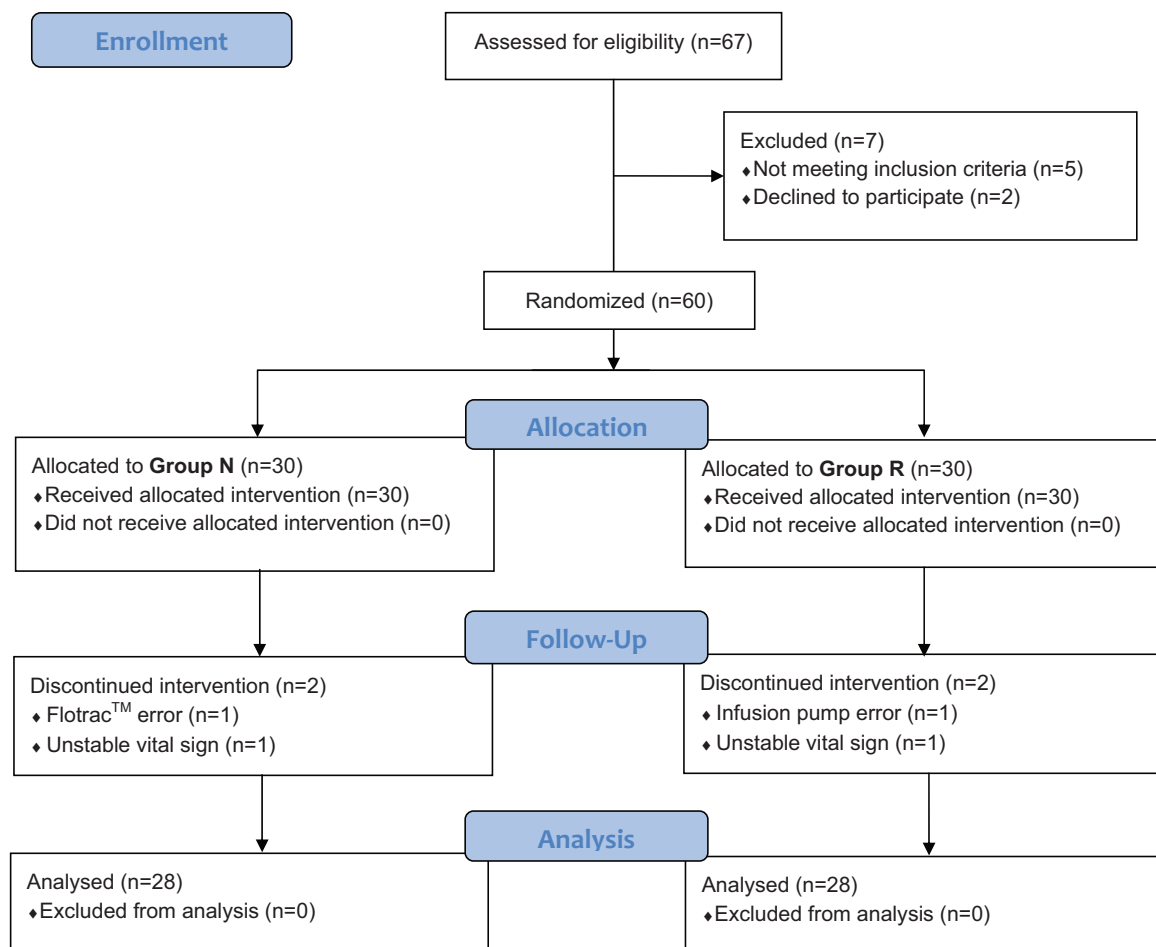 Enrollment
Assessed for eligibility (n=67)
Excluded (n=7)
♦Not meeting inclusion criteria (n=5)
♦Declined to participate (n=2)
Randomized (n=60)
Allocation
Allocated to Group N (n=30)
♦Received allocated intervention (n=30)
♦Did not receive allocated intervention (n=0)
Allocated to Group R (n=30)
♦Received allocated intervention (n=30)
♦Did not receive allocated intervention (n=0)
Follow-Up
Discontinued intervention (n=2)
♦ Flotrac™ error (n=1)
♦ Unstable vital sign (n=1)
Discontinued intervention (n=2)
♦ Infusion pump error (n=1)
♦ Unstable vital sign (n=1)
Analysis
Analysed (n=28)
♦Excluded from analysis (n=0)
Analysed (n=28)
♦Excluded from analysis (n=0)